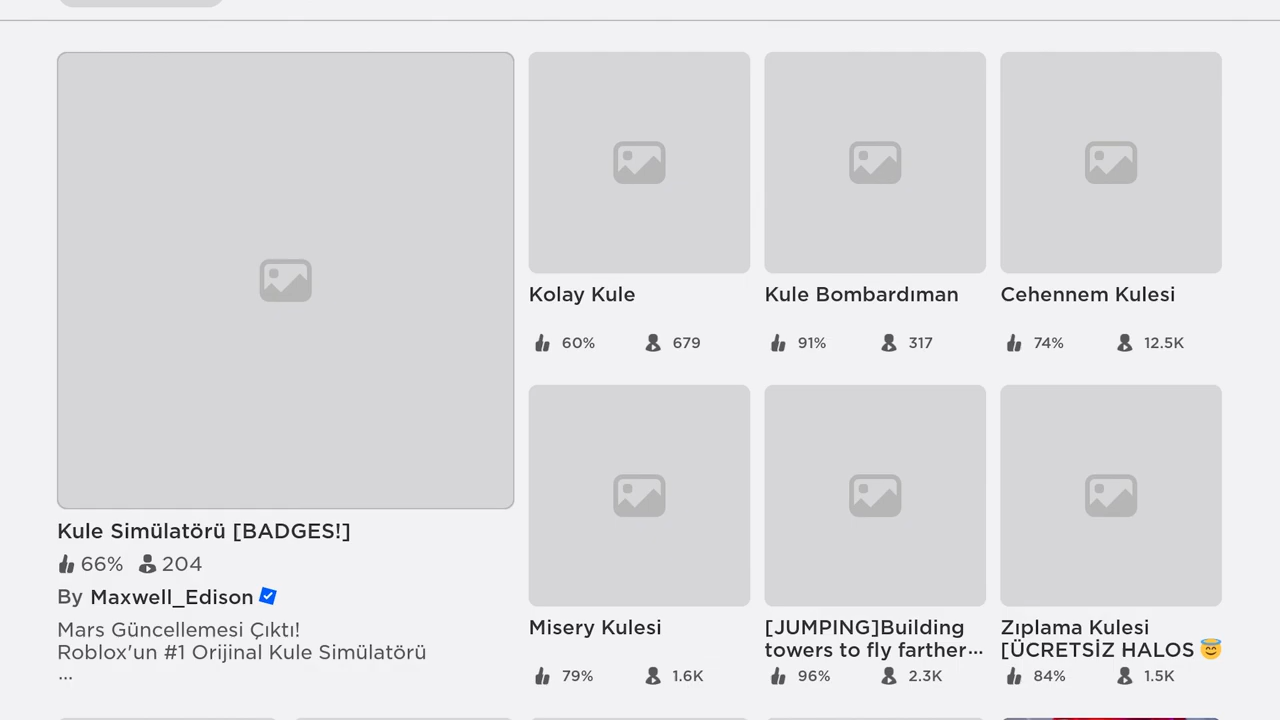 Kule Simülatörü [BADGES!]
66% 204
By Maxwell_Edison
Mars Güncellemesi Çıktı!
Roblox'un #1 Orijinal Kule Simülatörü
...
Kolay Kule
60% 679
Kule Bombardıman
91% 317
Cehennem Kulesi
74% 12.5K
Misery Kulesi
79% 1.6K
[JUMPING]Building
towers to fly farther...
96% 2.3K
Zıplama Kulesi
[ÜCRETSİZ HALOS 😇
84% 1.5K